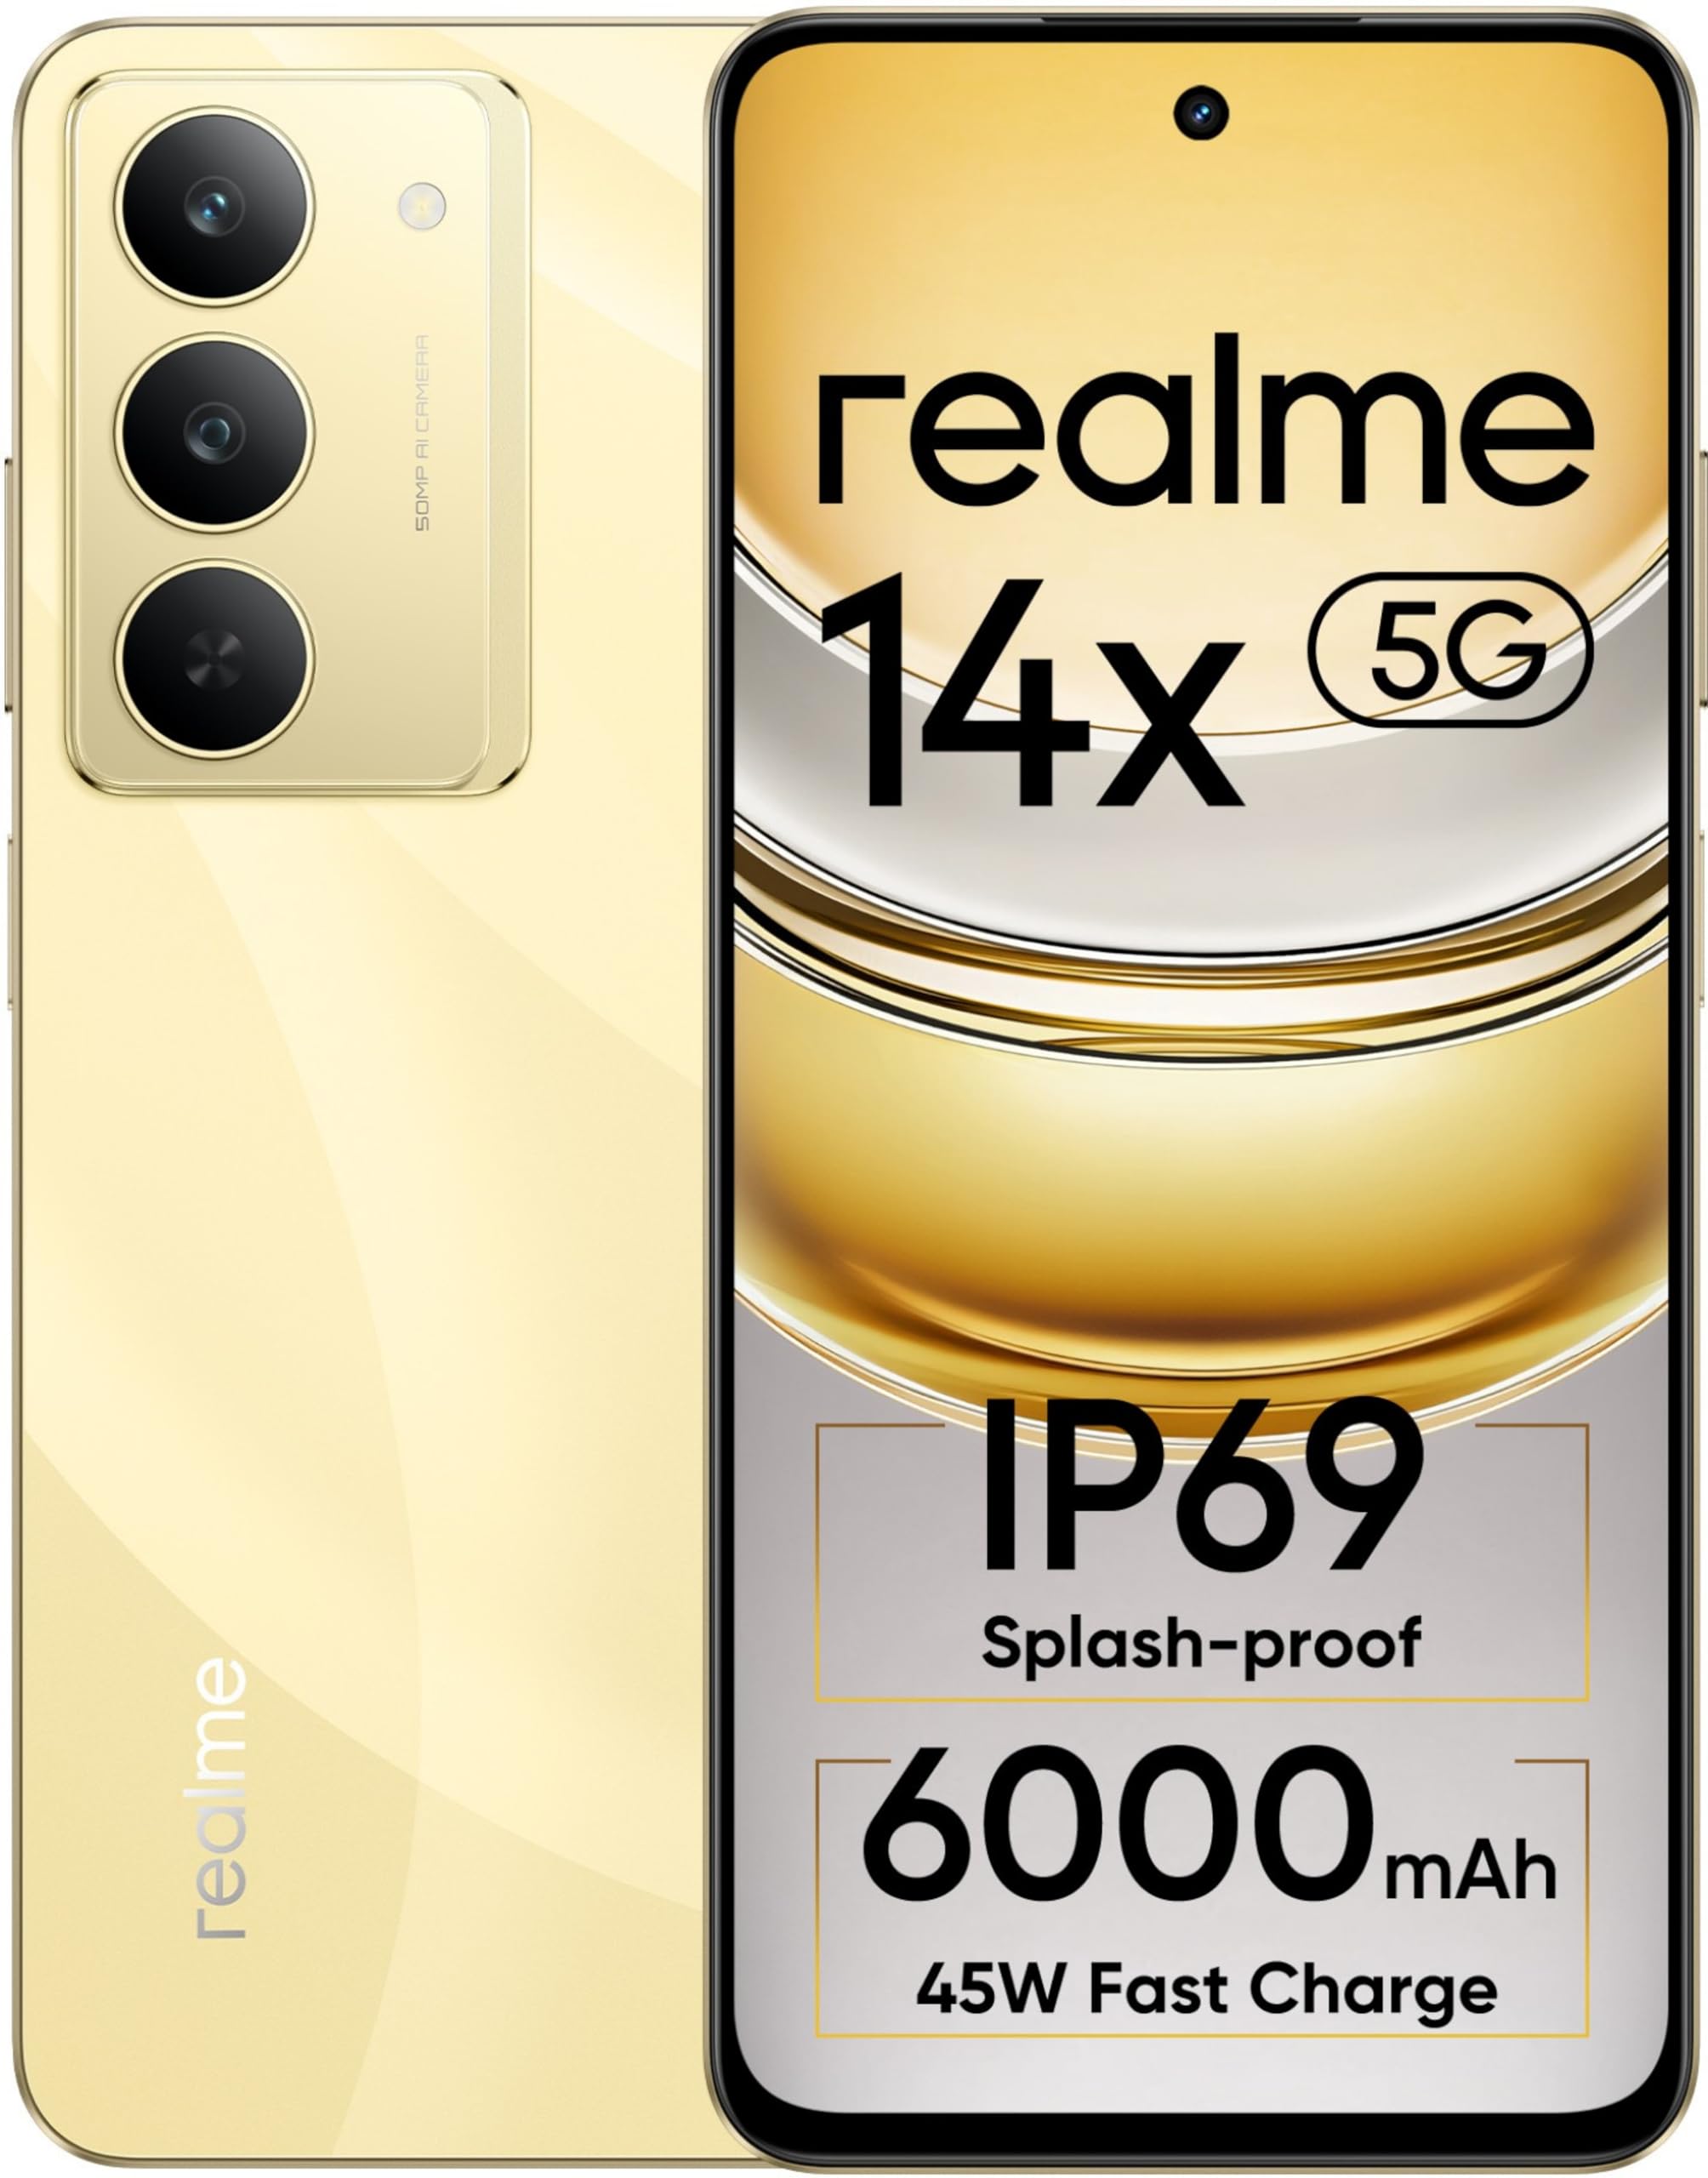 50MP AI CAMERA
realme
realme
14x 5G
IP69
Splash-proof
6000mAh
45W Fast Charge